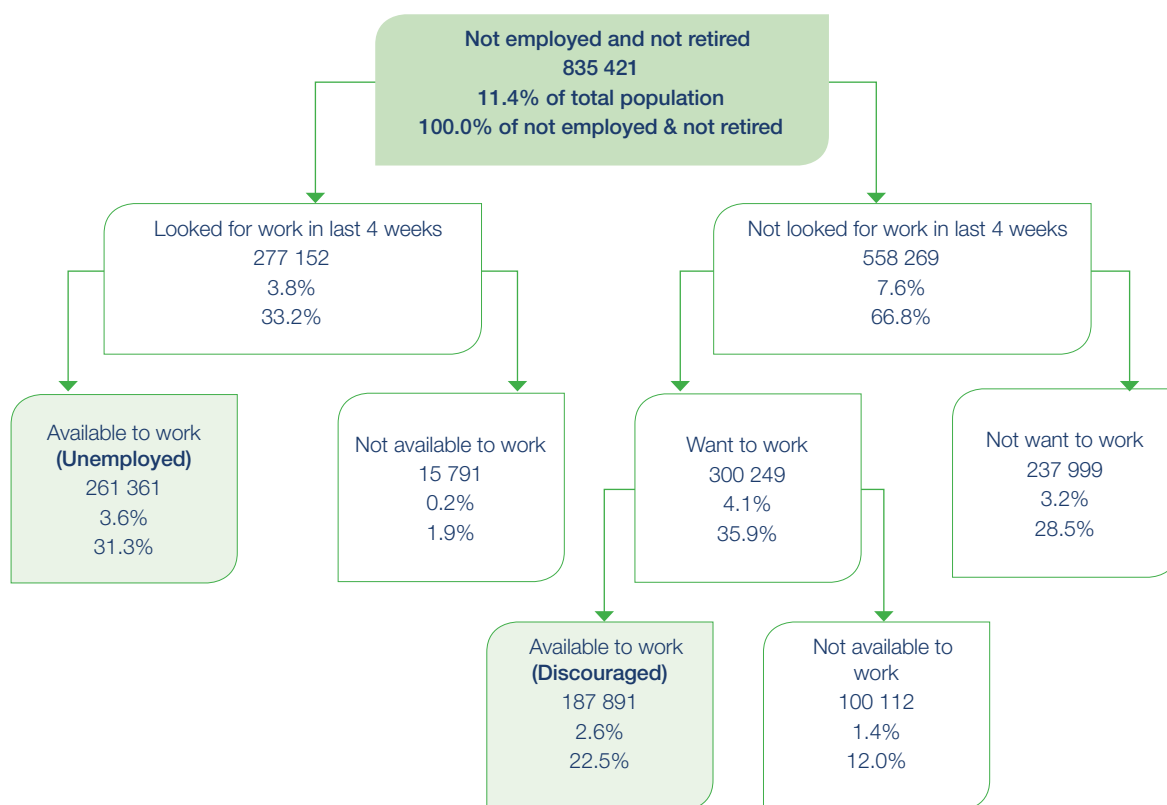 Not employed and not retired
835 421
11.4% of total population
100.0% of not employed & not retired
Looked for work in last 4 weeks
277 152
3.8%
33.2%
Not looked for work in last 4 weeks
558 269
7.6%
66.8%
Available to work
(Unemployed)
261 361
3.6%
31.3%
Not available to work
15 791
0.2%
1.9%
Want to work
300 249
4.1%
35.9%
Not want to work
237 999
3.2%
28.5%
Available to work
(Discouraged)
187 891
2.6%
22.5%
Not available to
work
100 112
1.4%
12.0%